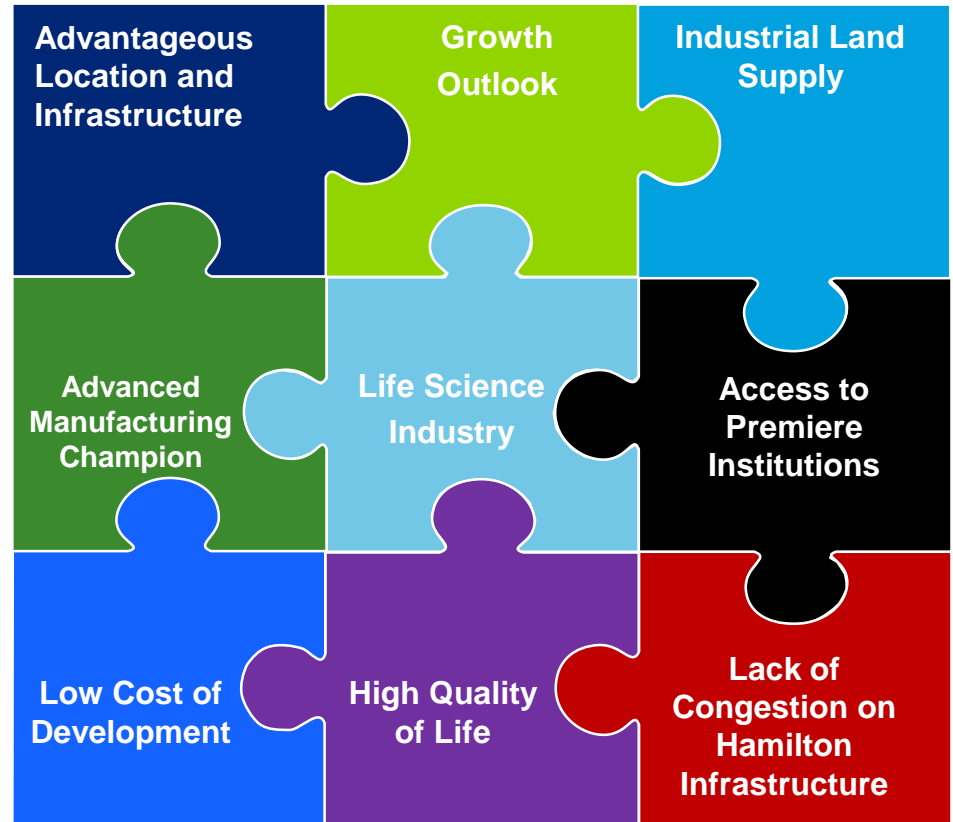 Advantageous
Location and
Infrastructure
Growth
Outlook
Industrial Land
Supply
Advanced
Manufacturing
Champion
Life Science
Industry
Access to
Premiere
Institutions
Low Cost of
Development
High Quality
of Life
Lack of
Congestion on
Hamilton
Infrastructure